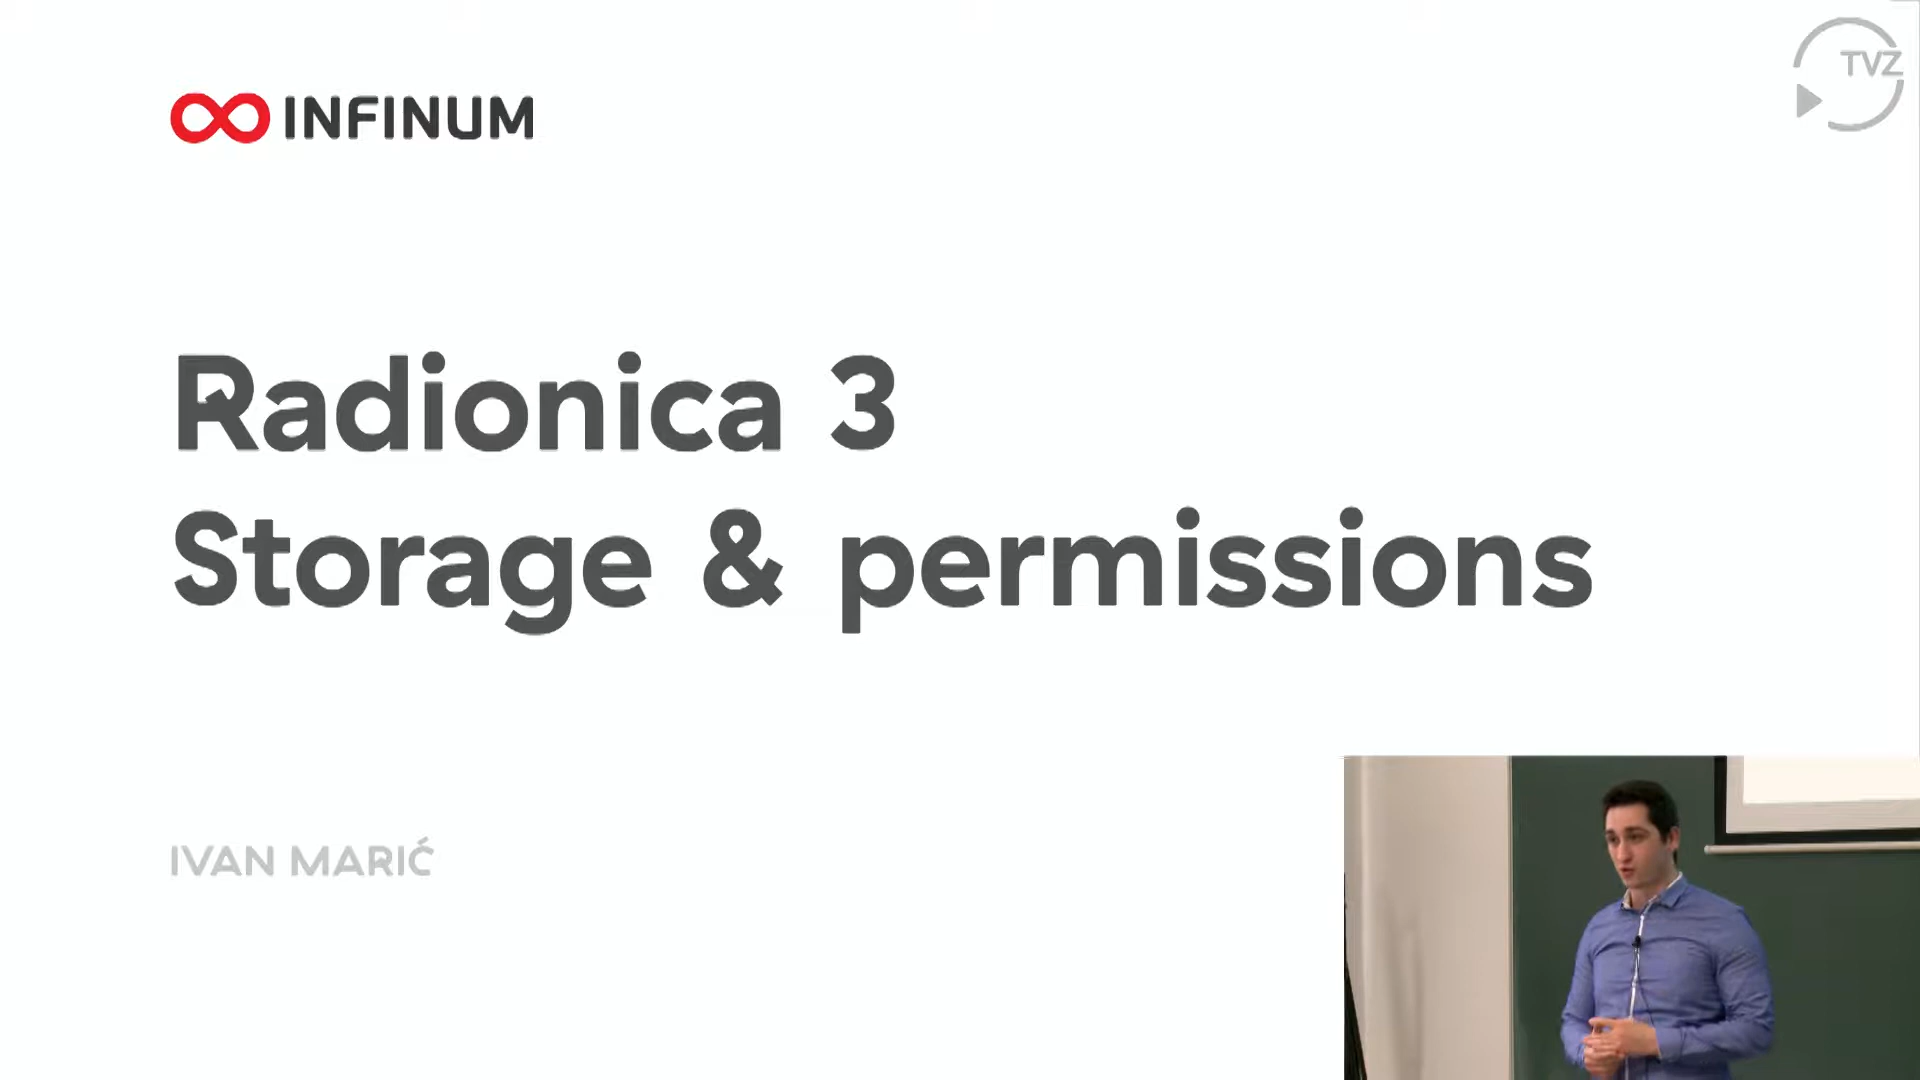 INFINUM
TVZ
Radionica 3
Storage & permissions
IVAN MARIĆ